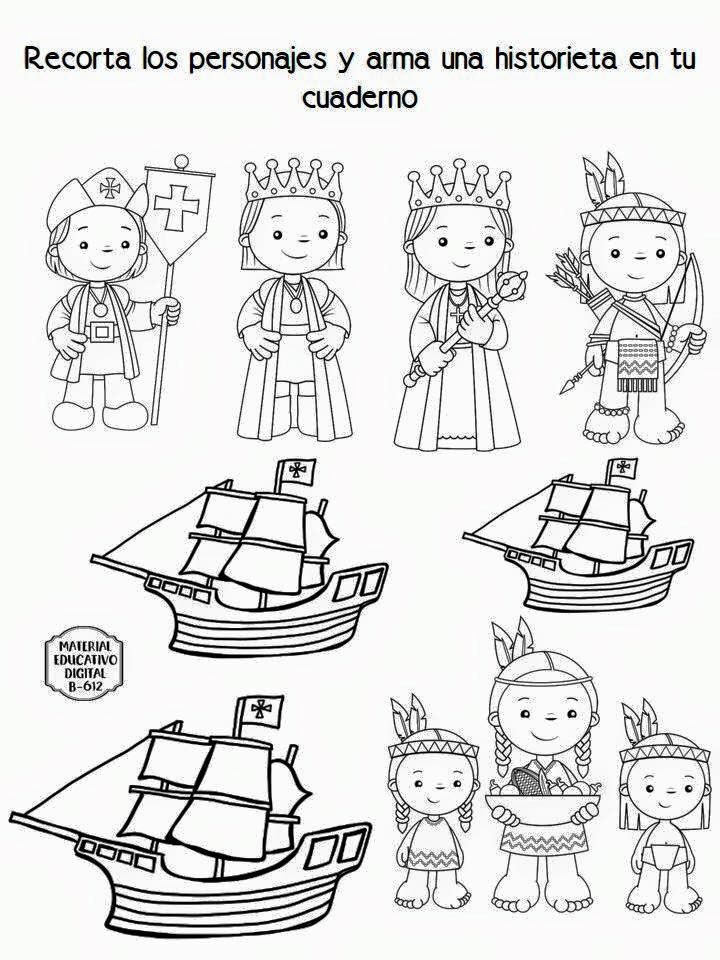 Recorta los personajes y arma una historieta en tu
cuaderno
MATERIAL
EDUCATIVO
DIGITAL
B-612